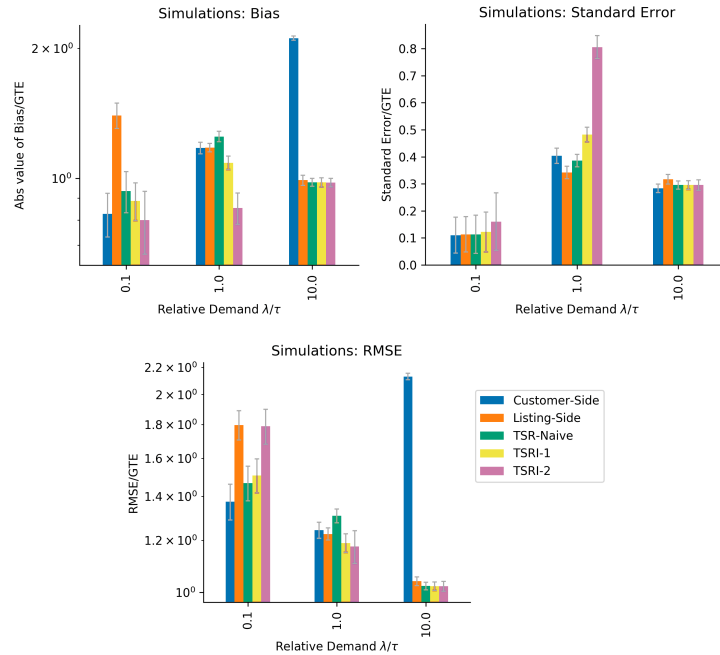 Simulations: Bias
Abs value of Bias/GTE
2 × 10⁰
10⁰
0.1
1.0
10.0
Relative Demand λ/τ
Simulations: Standard Error
Standard Error/GTE
0.8
0.7
0.6
0.5
0.4
0.3
0.2
0.1
0.0
0.1
1.0
10.0
Relative Demand λ/τ
Simulations: RMSE
RMSE/GTE
2.2 × 10⁰
2 × 10⁰
1.8 × 10⁰
1.6 × 10⁰
1.4 × 10⁰
1.2 × 10⁰
10⁰
0.1
1.0
10.0
Relative Demand λ/τ
Customer-Side
Listing-Side
TSR-Naive
TSRI-1
TSRI-2